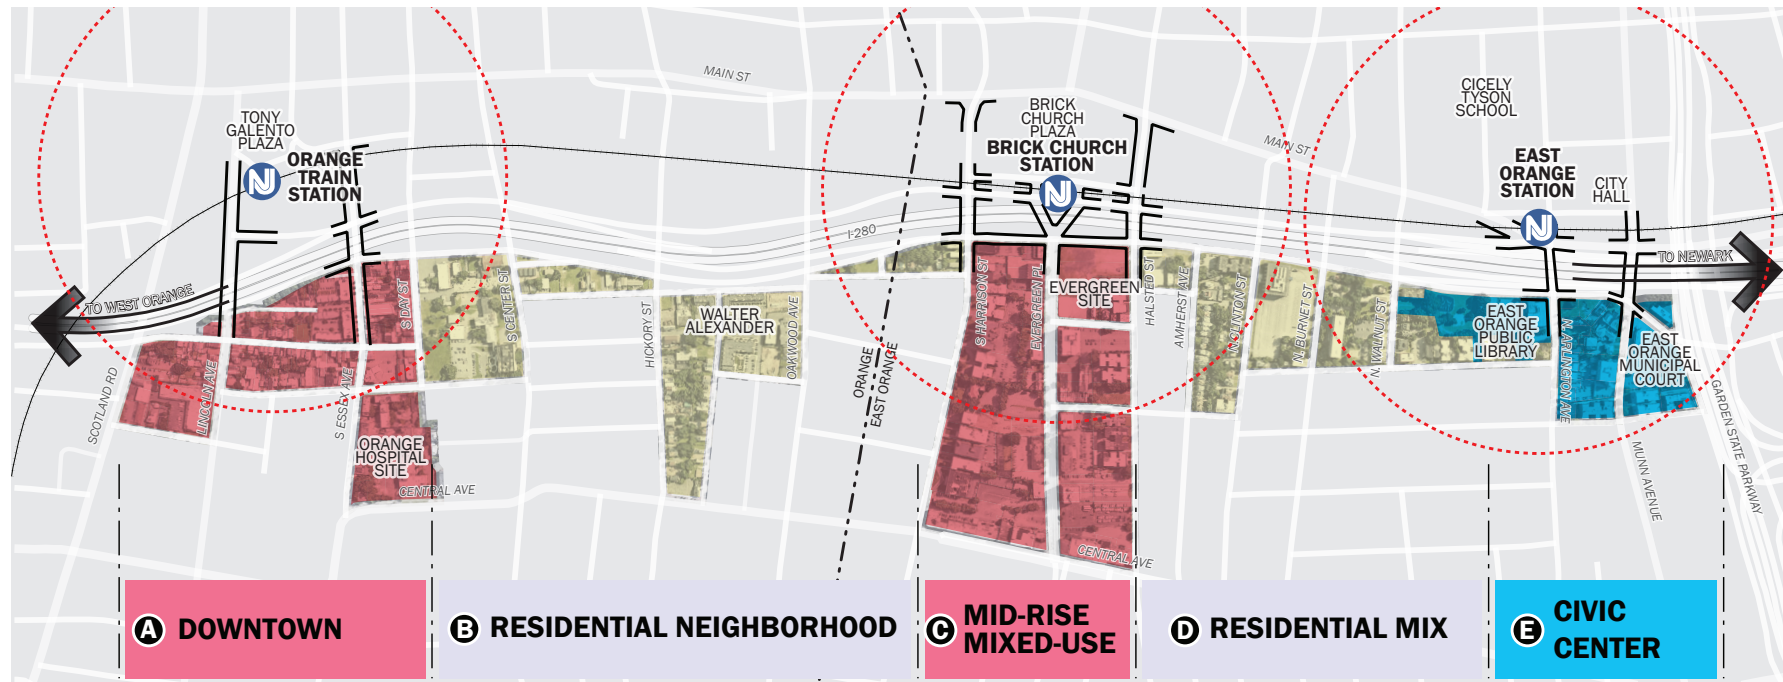 MAIN ST
TONY
GALENTO
PLAZA
ORANGE
TRAIN
STATION
BRICK
CHURCH
PLAZA
BRICK CHURCH
STATION
MAIN ST
CICELY
TYSON
SCHOOL
EAST
ORANGE
STATION
CITY
HALL
I-280
TO WEST ORANGE
TO NEWARK
S DAY ST
S CENTER ST
HICKORY ST
WALTER
ALEXANDER
OAKWOOD AVE
ORANGE
EAST ORANGE
S HARRISON ST
EVERGREEN PL
EVERGREEN
SITE
HALSTED ST
AMHERST AVE
N CLINTON ST
N. BURNET ST
N. WALNUT ST
EAST
ORANGE
PUBLIC
LIBRARY
N. ARLINGTON AVE
EAST
ORANGE
MUNICIPAL
COURT
SCOTLAND RD
LINCOLN AVE
S ESSEX AVE
ORANGE
HOSPITAL
SITE
CENTRAL AVE
CENTRAL AVE
MUNN AVENUE
GARDEN STATE PARKWAY
A DOWNTOWN
B RESIDENTIAL NEIGHBORHOOD
C MID-RISE
MIXED-USE
D RESIDENTIAL MIX
E CIVIC
CENTER